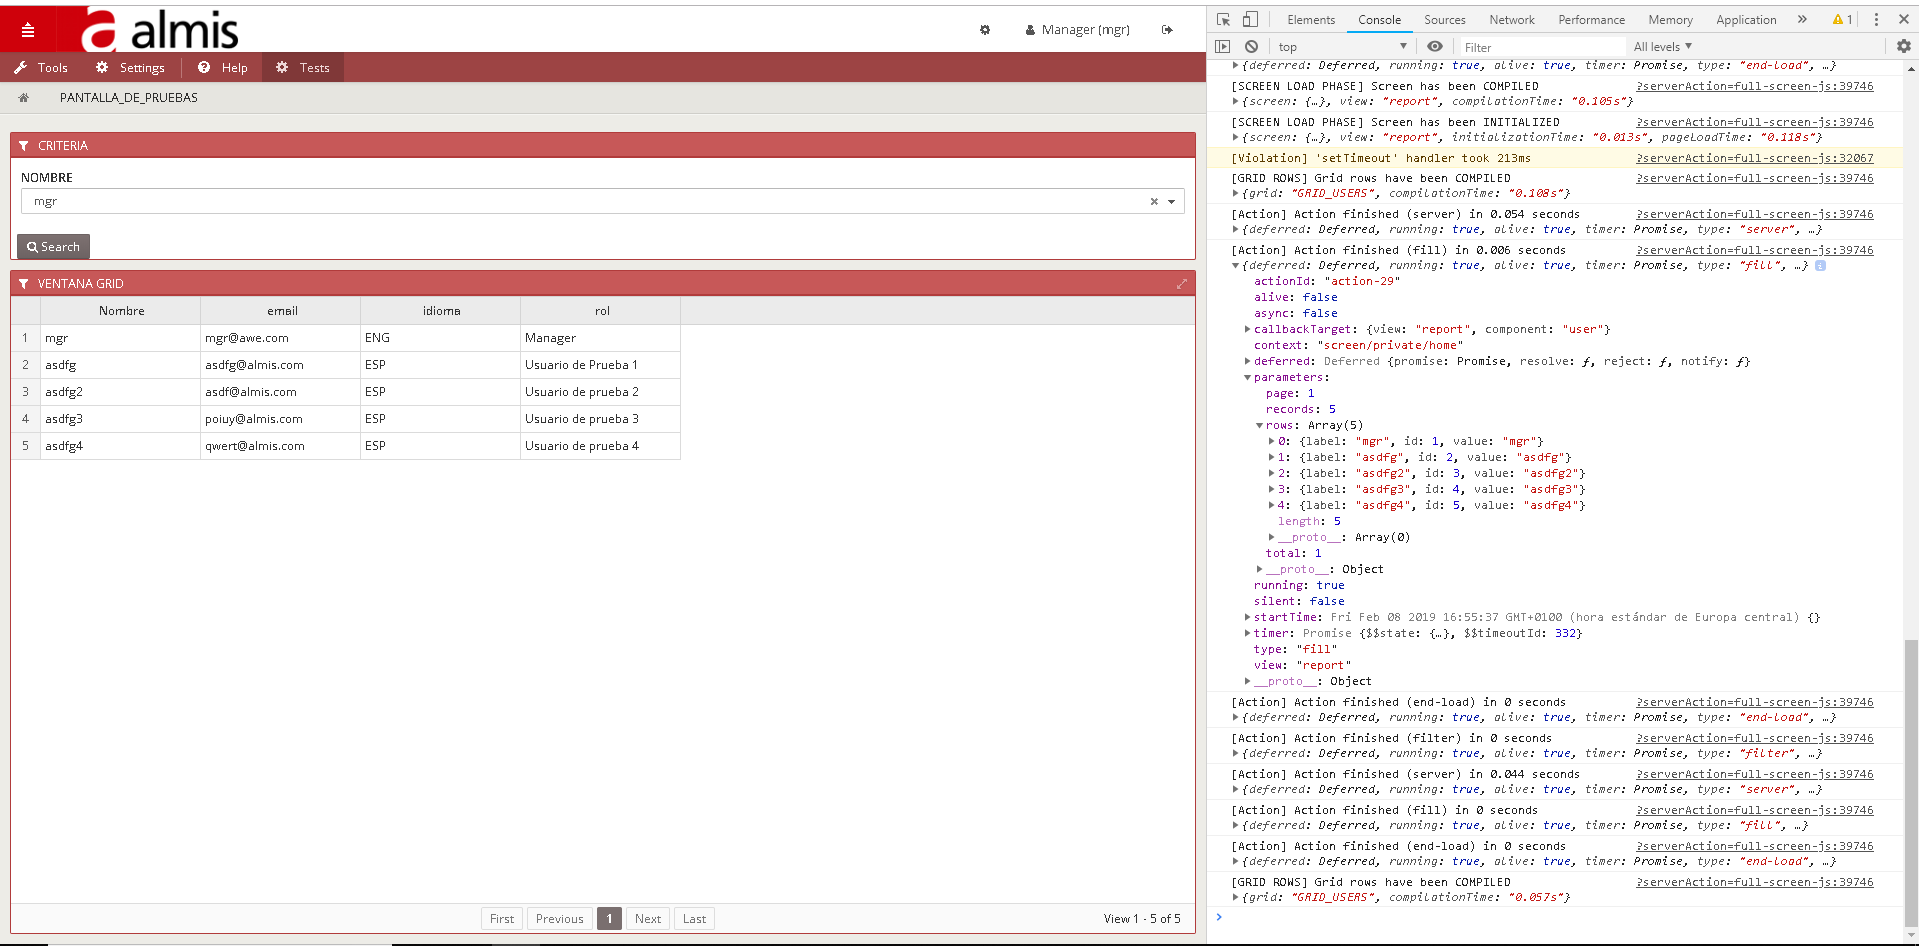 almis
Manager (mgr)
Tools Settings Help Tests
PANTALLA_DE_PRUEBAS
CRITERIA
NOMBRE
mgr
Search
VENTANA GRID
Nombre email idioma rol
1 mgr mgr@awe.com ENG Manager
2 asdfg asdfg@almis.com ESP Usuario de Prueba 1
3 asdfg2 asdf@almis.com ESP Usuario de prueba 2
4 asdfg3 poiuy@almis.com ESP Usuario de prueba 3
5 asdfg4 qwert@almis.com ESP Usuario de prueba 4
First Previous 1 Next Last View 1 - 5 of 5
Elements Console Sources Network Performance Memory Application » 1
top Filter All levels
{deferred: Deferred, running: true, alive: true, timer: Promise, type: "end-load", …}
[SCREEN LOAD PHASE] Screen has been COMPILED ?serverAction=full-screen-js:39746
{screen: {…}, view: "report", compilationTime: "0.105s"}
[SCREEN LOAD PHASE] Screen has been INITIALIZED ?serverAction=full-screen-js:39746
{screen: {…}, view: "report", initializationTime: "0.013s", pageLoadTime: "0.118s"}
[Violation] 'setTimeout' handler took 213ms ?serverAction=full-screen-js:32067
[GRID ROWS] Grid rows have been COMPILED ?serverAction=full-screen-js:39746
{grid: "GRID_USERS", compilationTime: "0.108s"}
[Action] Action finished (server) in 0.054 seconds ?serverAction=full-screen-js:39746
{deferred: Deferred, running: true, alive: true, timer: Promise, type: "server", …}
[Action] Action finished (fill) in 0.006 seconds ?serverAction=full-screen-js:39746
{deferred: Deferred, running: true, alive: true, timer: Promise, type: "fill", …} i
actionId: "action-29"
alive: false
async: false
callbackTarget: {view: "report", component: "user"}
context: "screen/private/home"
deferred: Deferred {promise: Promise, resolve: ƒ, reject: ƒ, notify: ƒ}
parameters:
page: 1
records: 5
rows: Array(5)
0: {label: "mgr", id: 1, value: "mgr"}
1: {label: "asdfg", id: 2, value: "asdfg"}
2: {label: "asdfg2", id: 3, value: "asdfg2"}
3: {label: "asdfg3", id: 4, value: "asdfg3"}
4: {label: "asdfg4", id: 5, value: "asdfg4"}
length: 5
__proto__: Array(0)
total: 1
__proto__: Object
running: true
silent: false
startTime: Fri Feb 08 2019 16:55:37 GMT+0100 (hora estándar de Europa central) {}
timer: Promise {$$state: {…}, $$timeoutId: 332}
type: "fill"
view: "report"
__proto__: Object
[Action] Action finished (end-load) in 0 seconds ?serverAction=full-screen-js:39746
{deferred: Deferred, running: true, alive: true, timer: Promise, type: "end-load", …}
[Action] Action finished (filter) in 0 seconds ?serverAction=full-screen-js:39746
{deferred: Deferred, running: true, alive: true, timer: Promise, type: "filter", …}
[Action] Action finished (server) in 0.044 seconds ?serverAction=full-screen-js:39746
{deferred: Deferred, running: true, alive: true, timer: Promise, type: "server", …}
[Action] Action finished (fill) in 0 seconds ?serverAction=full-screen-js:39746
{deferred: Deferred, running: true, alive: true, timer: Promise, type: "fill", …}
[Action] Action finished (end-load) in 0 seconds ?serverAction=full-screen-js:39746
{deferred: Deferred, running: true, alive: true, timer: Promise, type: "end-load", …}
[GRID ROWS] Grid rows have been COMPILED ?serverAction=full-screen-js:39746
{grid: "GRID_USERS", compilationTime: "0.057s"}